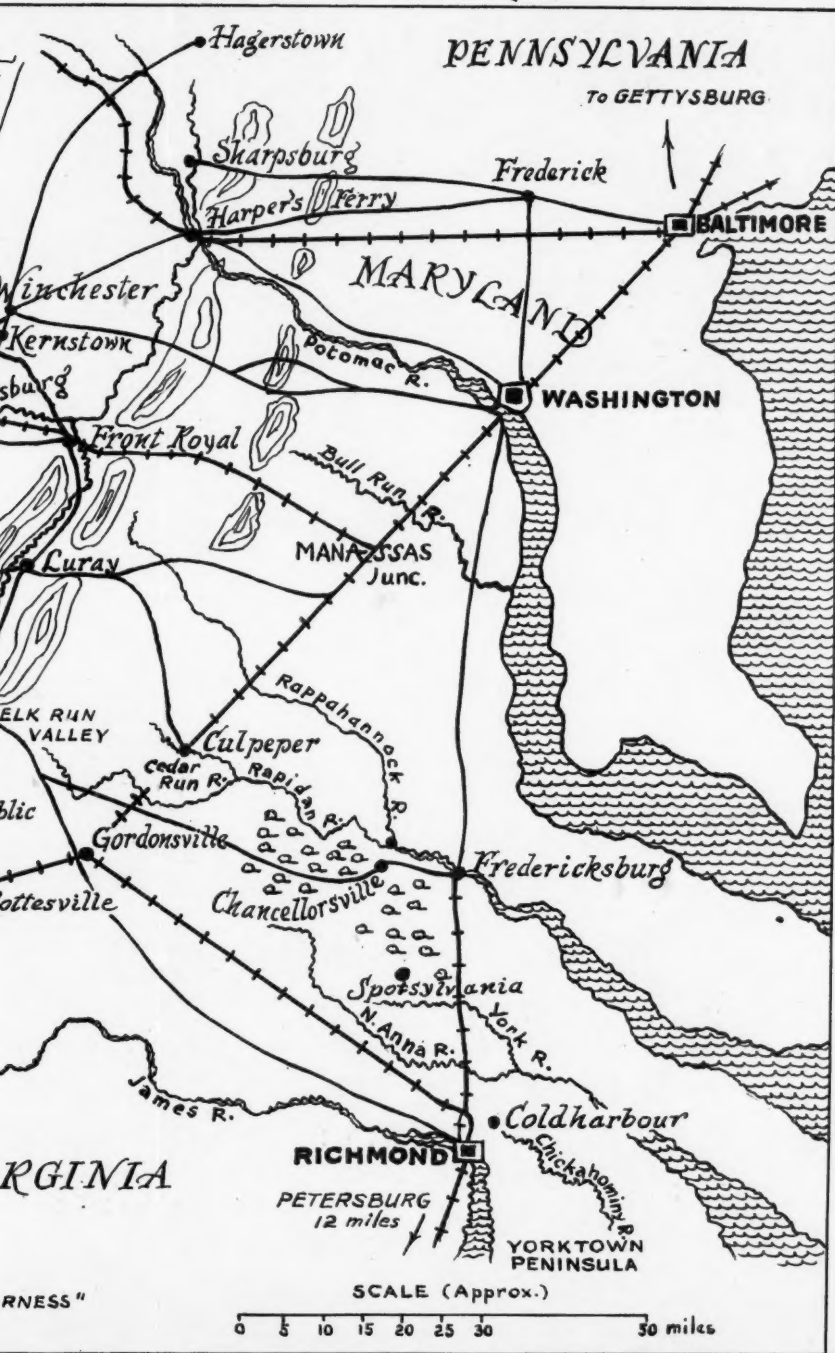 Hagerstown
PENNSYLVANIA
To GETTYSBURG
Sharpsburg
Frederick
Harper's Ferry
BALTIMORE
MARYLAND
Winchester
Kernstown
Potomac R.
sburg
WASHINGTON
Front Royal
Bull Run R.
MANASSAS
Junc.
Luray
Rappahannock R.
ELK RUN
VALLEY
Culpeper
Cedar
Run R.
Rapidan R.
blic
Gordonsville
Fredericksburg
ottesville
Chancellorsville
Spotsylvania
N. Anna R.
York R.
James R.
Coldharbour
RICHMOND
Chickahominy R.
RGINIA
PETERSBURG
12 miles
YORKTOWN
PENINSULA
SCALE (Approx.)
RNESS"
0 5 10 15 20 25 30 50 miles